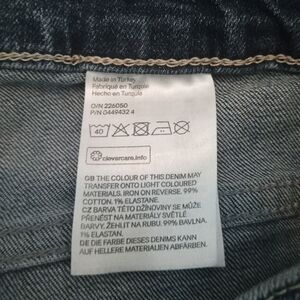 Made in Turkey
Fabriqué en Turquie
Hecho en Turquía
O/N 226050
P/N 0449432 4
40
clevercare.info
GB THE COLOUR OF THIS DENIM MAY
TRANSFER ONTO LIGHT COLOURED
MATERIALS. IRON ON REVERSE. 99%
COTTON. 1% ELASTANE.
CZ BARVA TÉTO DŽÍNOVINY SE MŮŽE
PŘENÉST NA MATERIÁLY SVĚTLÉ
BARVY. ŽEHLIT NA RUBU. 99% BAVLNA.
1% ELASTAN.
DE DIE FARBE DIESES DENIMS KANN
AUF HELLERE MATERIALIEN ABFÄRBEN.